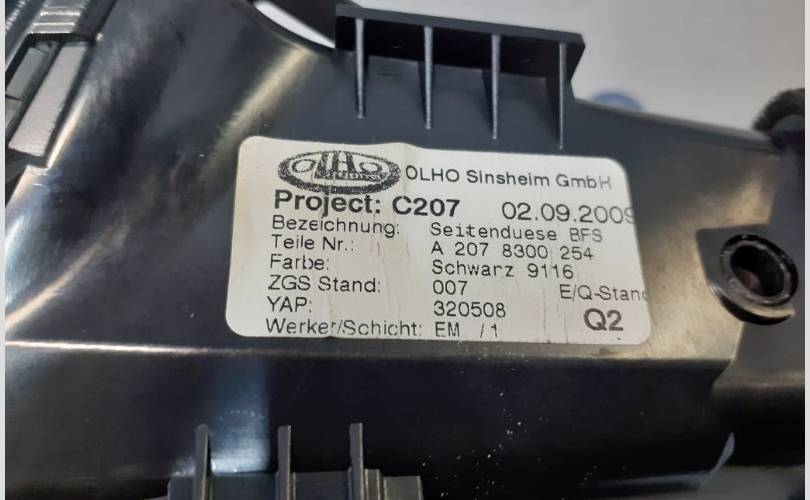 OLHO OLHO Sinsheim GmbH
Project: C207 02.09.2009
Bezeichnung: Seitenduese BFS
Teile Nr.: A 207 8300 254
Farbe: Schwarz 9116
ZGS Stand: 007 E/Q-Stand
YAP: 320508 Q2
Werker/Schicht: EM /1